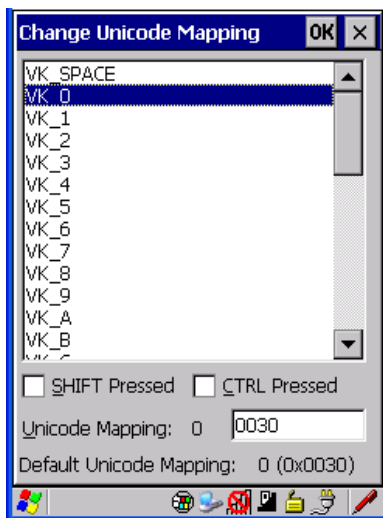 Change Unicode Mapping OK
VK_SPACE
VK_0
VK_1
VK_2
VK_3
VK_4
VK_5
VK_6
VK_7
VK_8
VK_9
VK_A
VK_B
SHIFT Pressed CTRL Pressed
Unicode Mapping: 0 0030
Default Unicode Mapping: 0 (0x0030)